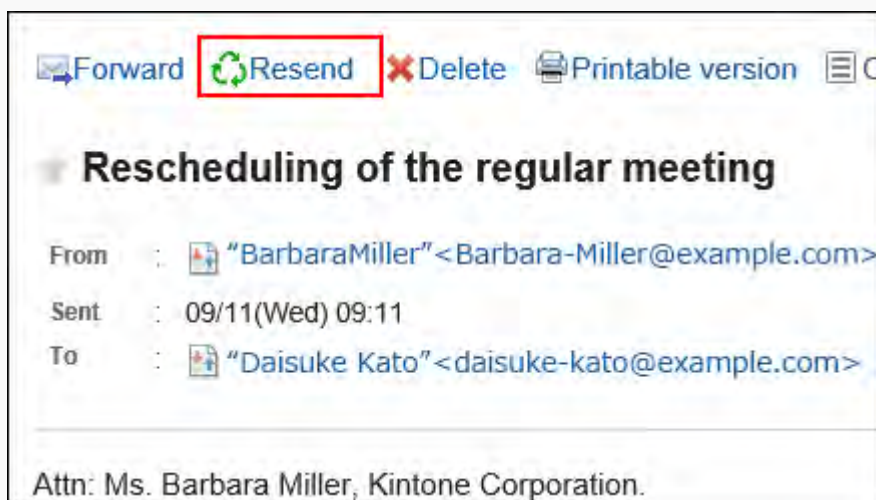 Forward Resend Delete Printable version
Rescheduling of the regular meeting
From : "BarbaraMiller"<Barbara-Miller@example.com>
Sent : 09/11(Wed) 09:11
To : "Daisuke Kato"<daisuke-kato@example.com>
Attn: Ms. Barbara Miller, Kintone Corporation.